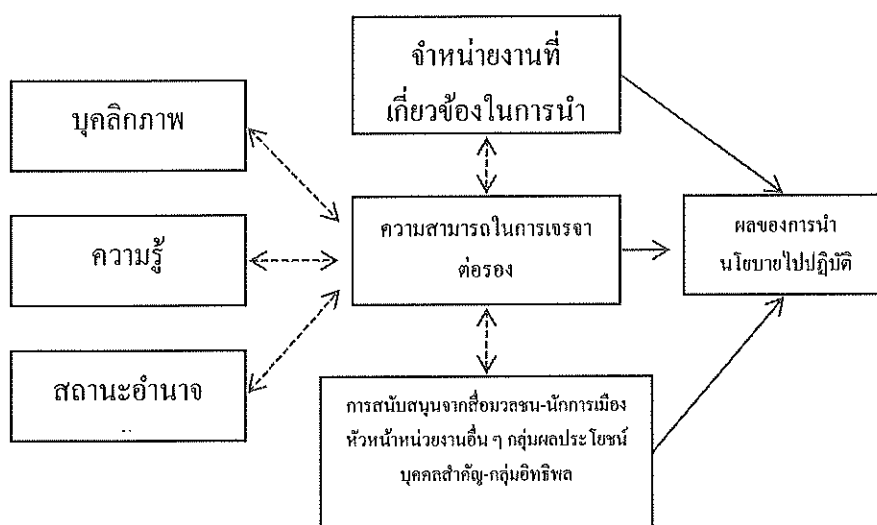 จำหน่ายงานที่
เกี่ยวข้องในการนำ
บุคลิกภาพ
ความรู้
สถานะอำนาจ
ความสามารถในการเจรจา
ต่อรอง
ผลของการนำ
นโยบายไปปฏิบัติ
การสนับสนุนจากสื่อมวลชน-นักการเมือง
หัวหน้าหน่วยงานอื่น ๆ กลุ่มผลประโยชน์
บุคคลสำคัญ-กลุ่มอิทธิพล